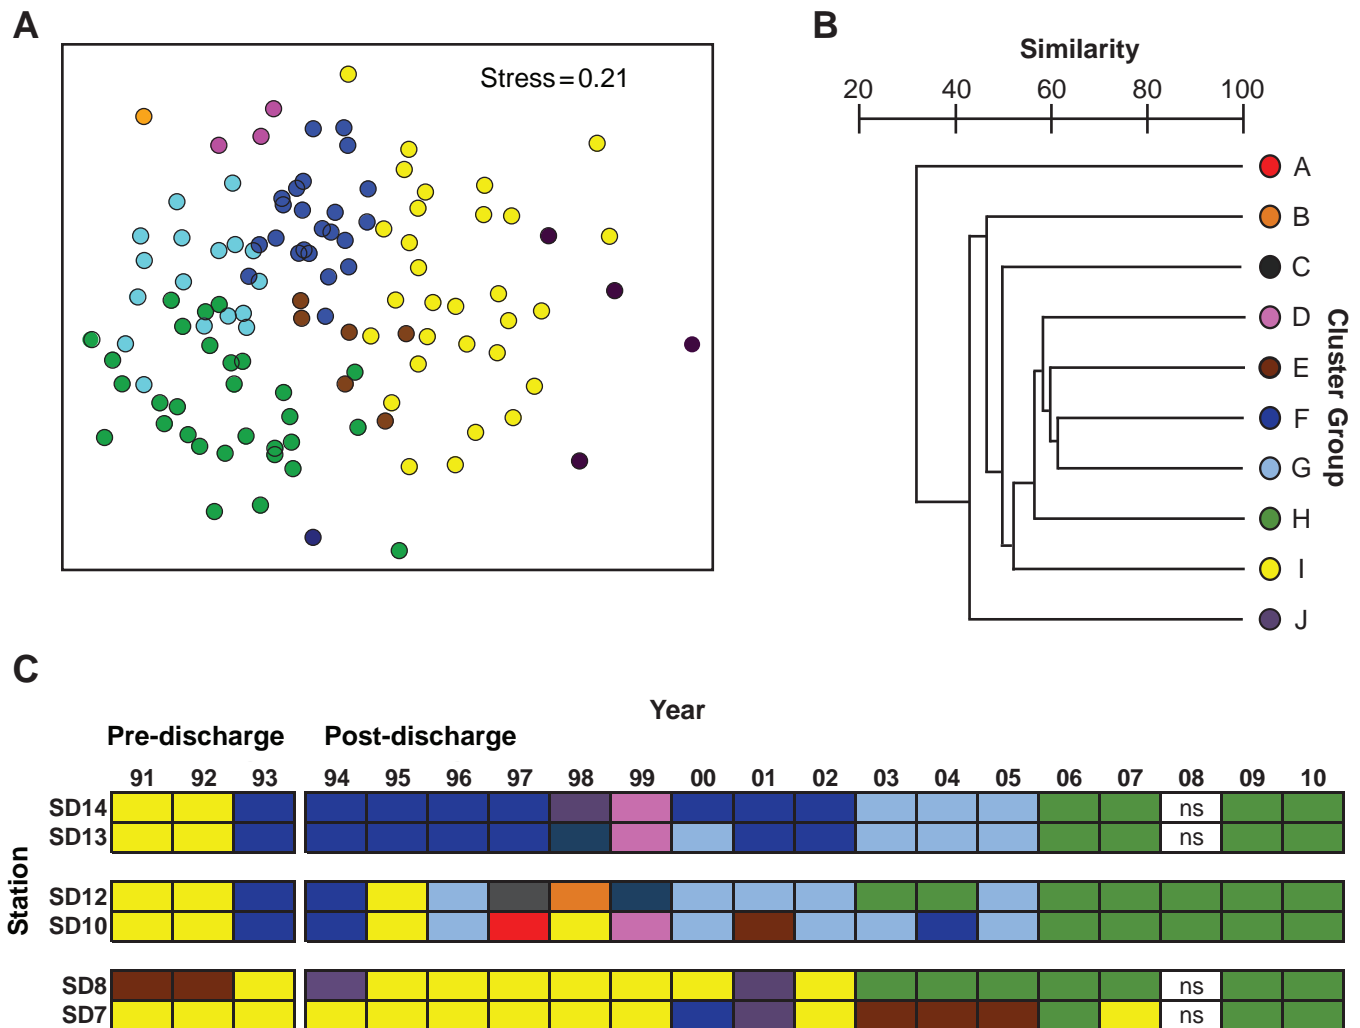 A
Stress=0.21
B
Similarity
20 40 60 80 100
A
B
C
D
E
F
G
H
I
J
Cluster Group
C
Year
Pre-discharge Post-discharge
91 92 93 94 95 96 97 98 99 00 01 02 03 04 05 06 07 08 09 10
Station
SD14 ns
SD13 ns
SD12
SD10
SD8 ns
SD7 ns